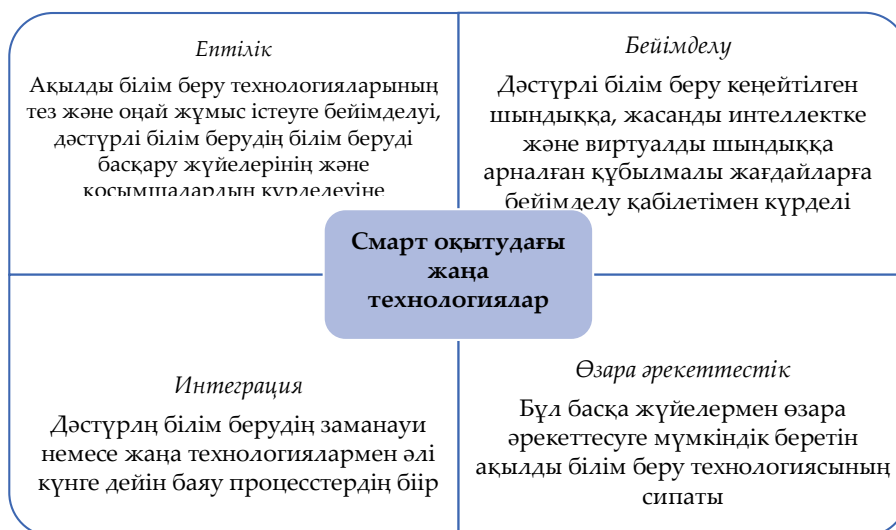 Ептілік
Ақылды білім беру технологияларының
тез және оңай жұмыс істеуге бейімделуі,
дәстүрлі білім берудің білім беруді
басқару жүйелерінің және
қосымшалардың күрделеуіне
Бейімделу
Дәстүрлі білім беру кеңейтілген
шындыққа, жасанды интеллектке
және виртуалды шындыққа
арналған құбылмалы жағдайларға
бейімделу қабілетімен күрделі
Смарт оқытудағы
жаңа
технологиялар
Интеграция
Дәстүрлң білім берудің заманауи
немесе жаңа технологиялармен әлі
күнге дейін баяу процесстердің біір
Өзара әрекеттестік
Бұл басқа жүйелермен өзара
әрекеттесуге мүмкіндік беретін
ақылды білім беру технологиясының
сипаты